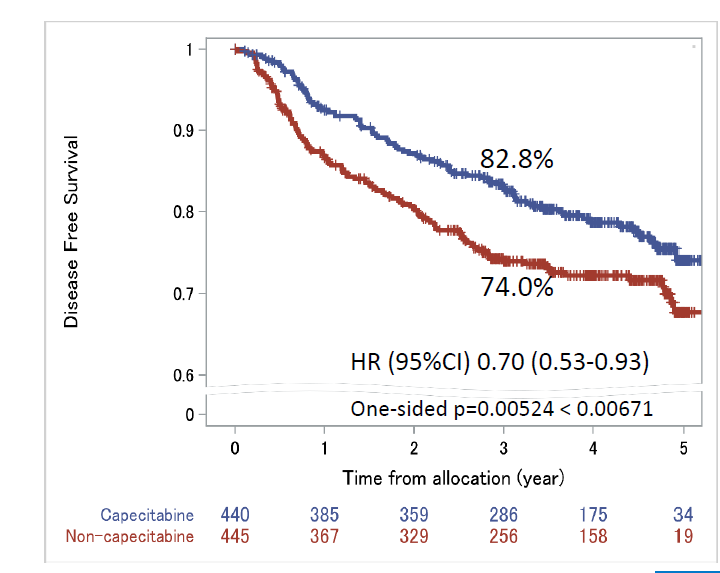 Disease Free Survival
1
0.9
0.8
0.7
0.6
0
82.8%
74.0%
HR (95%CI) 0.70 (0.53-0.93)
One-sided p=0.00524 < 0.00671
0 1 2 3 4 5
Time from allocation (year)
Capecitabine 440 385 359 286 175 34
Non-capecitabine 445 367 329 256 158 19